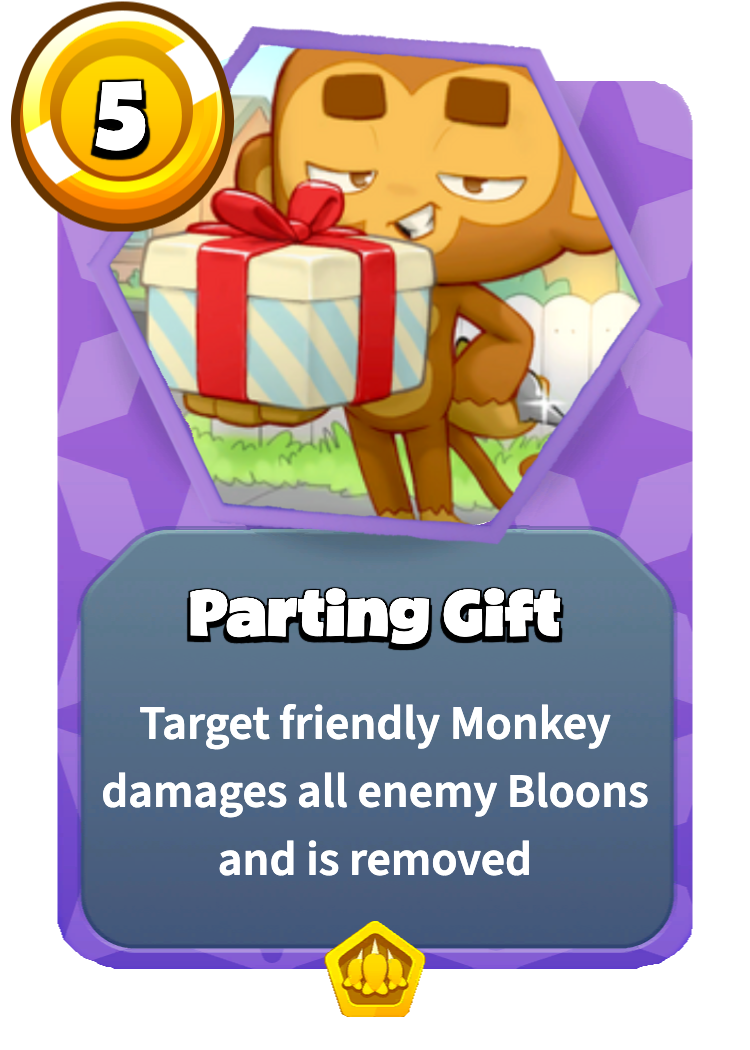 5
Parting Gift
Target friendly Monkey
damages all enemy Bloons
and is removed